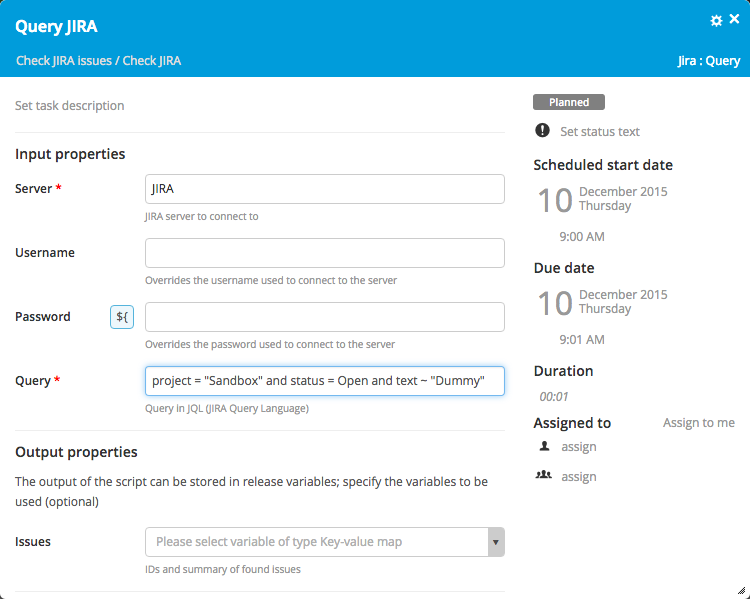 Query JIRA
Check JIRA issues / Check JIRA
Jira : Query
Set task description
Input properties
Server *
JIRA
JIRA server to connect to
Username
Overrides the username used to connect to the server
Password
${
Overrides the password used to connect to the server
Query *
project = "Sandbox" and status = Open and text ~ "Dummy"
Query in JQL (JIRA Query Language)
Output properties
The output of the script can be stored in release variables; specify the variables to be
used (optional)
Issues
Please select variable of type Key-value map
IDs and summary of found issues
Planned
Set status text
Scheduled start date
10
December 2015
Thursday
9:00 AM
Due date
10
December 2015
Thursday
9:01 AM
Duration
00:01
Assigned to
Assign to me
assign
assign